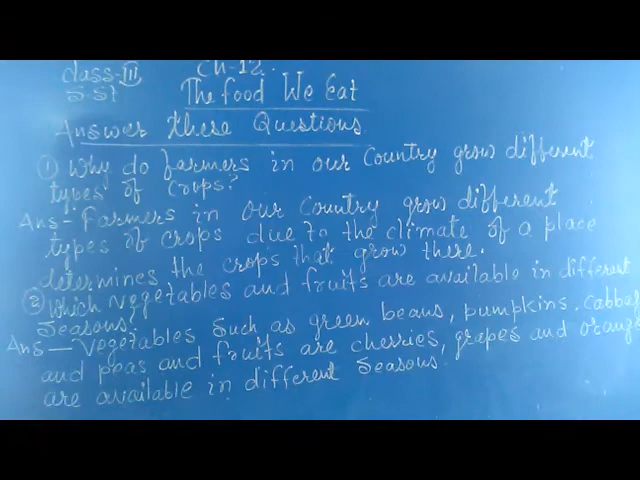 Class-III
Ch-12.
S.St
The food We Eat
Answer these Questions
① Why do farmers in our Country grow different
types of Crops?
Ans- Farmers in our Country grow different
types of crops due to the climate of a place
determines the crops that grow there.
② Which vegetables and fruits are available in different
seasons?
Ans — Vegetables such as green beans, pumpkins. Cabbag
and peas and fruits are cherries, grapes and orange
are available in different seasons.